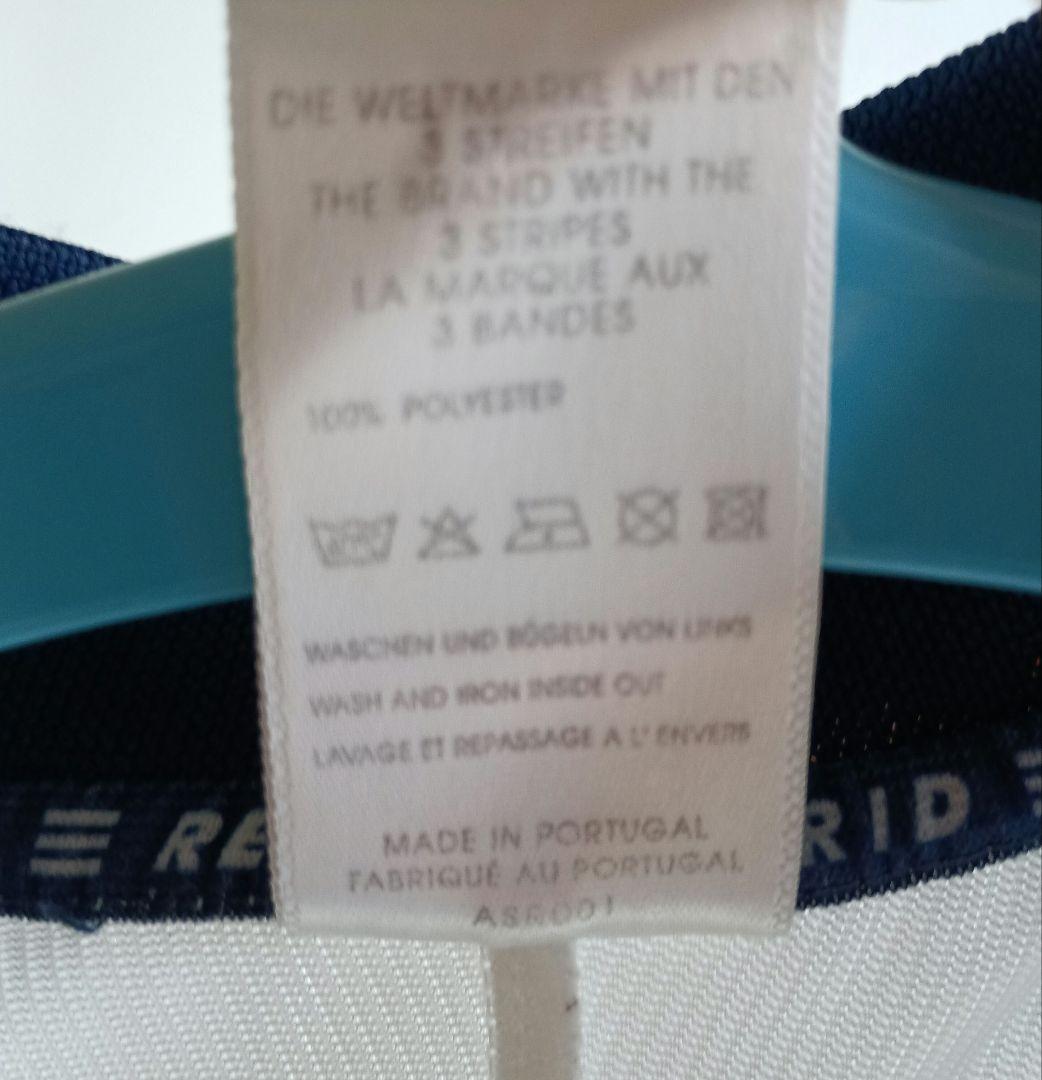 DIE WELTMARKE MIT DEN
3 STREIFEN
THE BRAND WITH THE
3 STRIPES
LA MARQUE AUX
3 BANDES
100% POLYESTER
WASCHEN UND BÜGELN VON LINKS
WASH AND IRON INSIDE OUT
LAVAGE ET REPASSAGE A L' ENVERS
MADE IN PORTUGAL
FABRIQUÉ AU PORTUGAL
ASR001
RE RID